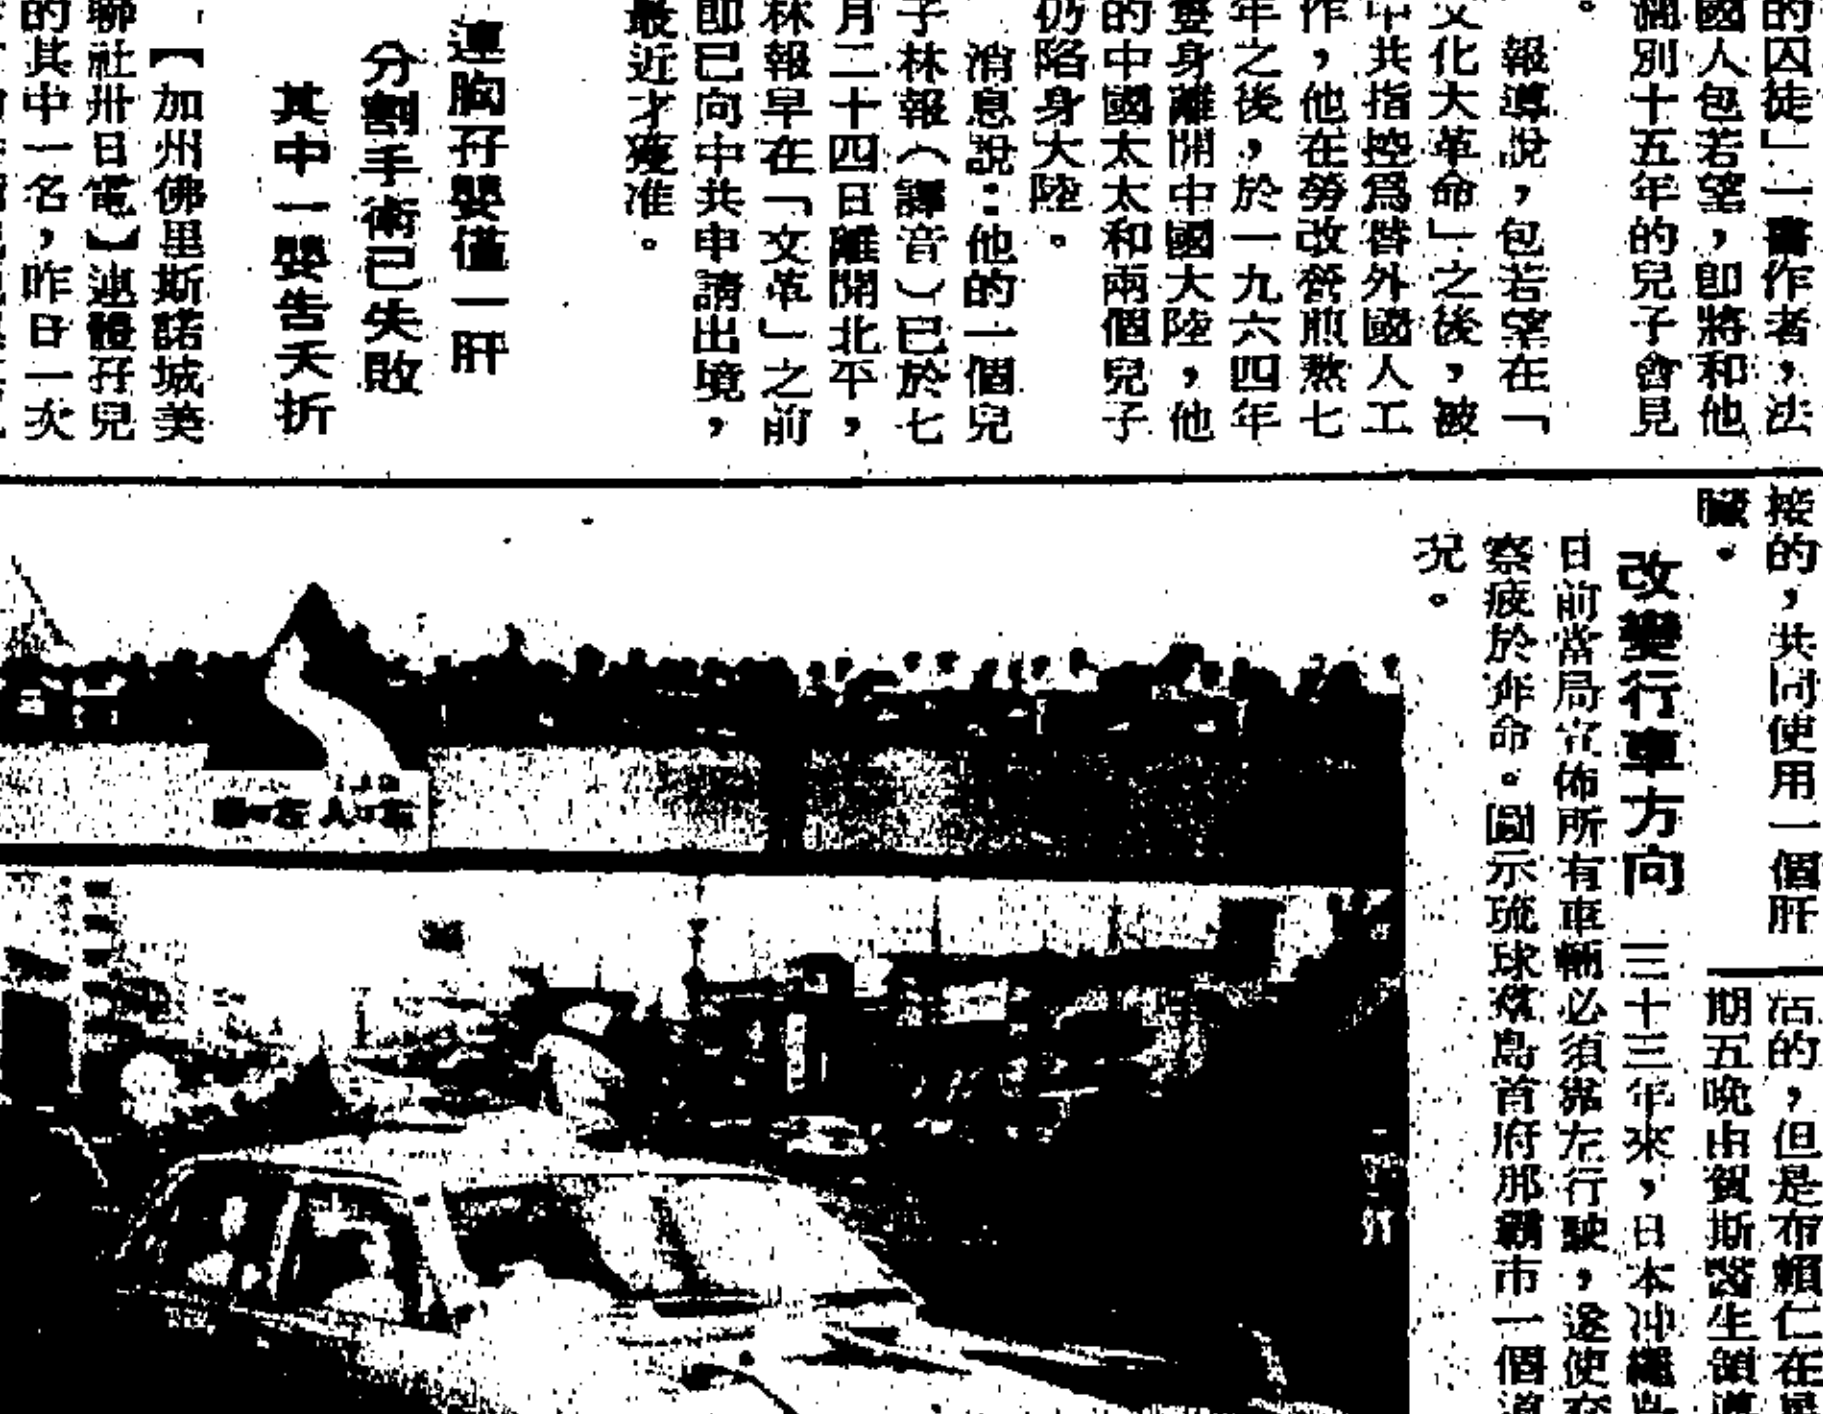 的囚徒」一書作者,法
國人包若望,即將和他
濶別十五年的兒子會見
。
報導說,包若望在「
文化大革命」之後,被
中共指控爲替外國人工
作,他在勞改營煎熬七
年之後,於一九六四年
隻身離開中國大陸,他
的中國太太和兩個兒子
仍陷身大陸。
消息說:他的一個兒
子林報(譯音)已於七
月二十四日離開北平,
林報早在「文革」之前
即已向中共申請出境,
最近才獲准。
連胸孖嬰僅一肝
分割手術已失敗
其中一嬰告夭折
【加州佛里斯諾城美
聯社卅日電】連體孖兒
的其中一名,昨日一次
接的,共同使用一個肝
臟。
活的,但是布賴仁在星
期五晚由賀斯醫生領導
改變行車方向
三十三年來,日本冲繩島
日前當局宣佈所有車輛必須靠左行駛,遂使交
察疲於奔命。圖示琉球羣島首府那霸市一個道
况。